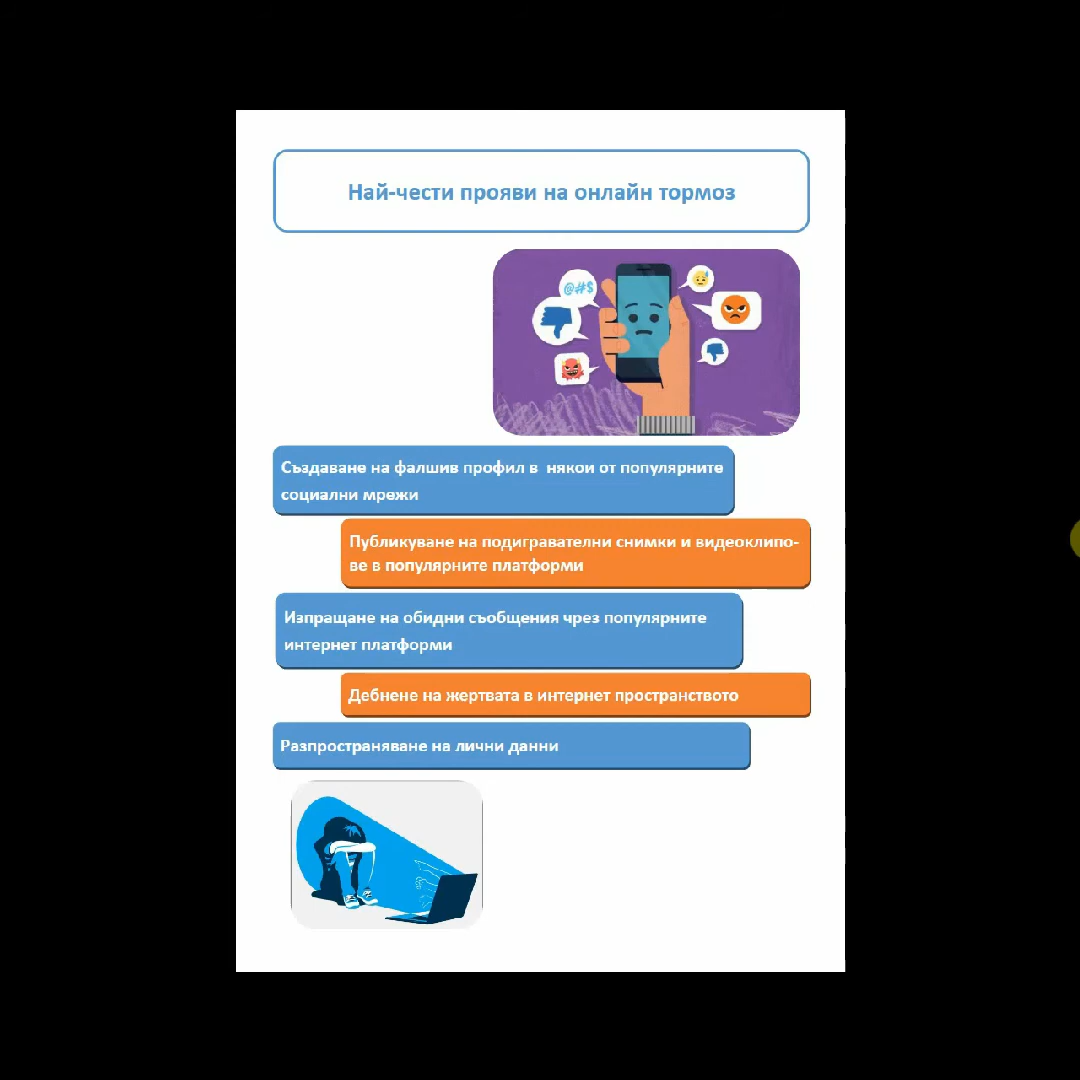 Най-чести прояви на онлайн тормоз
@#$
Създаване на фалшив профил в някои от популярните
социални мрежи
Публикуване на подигравателни снимки и видеоклипо-
ве в популярните платформи
Изпращане на обидни съобщения чрез популярните
интернет платформи
Дебнене на жертвата в интернет пространството
Разпространяване на лични данни